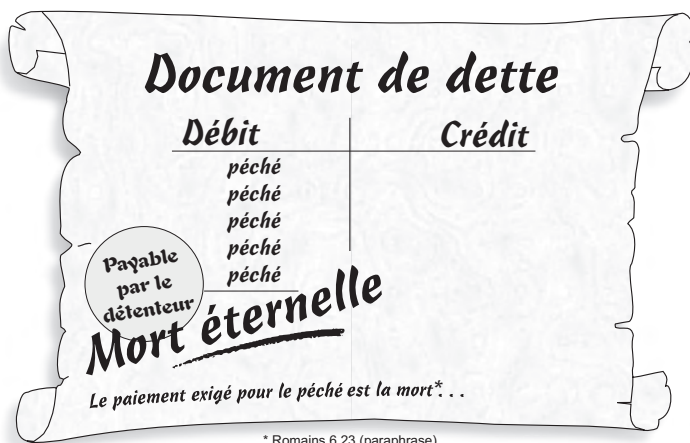 Document de dette
Débit Crédit
péché
péché
péché
péché
péché
Payable
par le
détenteur
Mort éternelle
Le paiement exigé pour le péché est la mort*...
* Romains 6.23 (paraphrase)